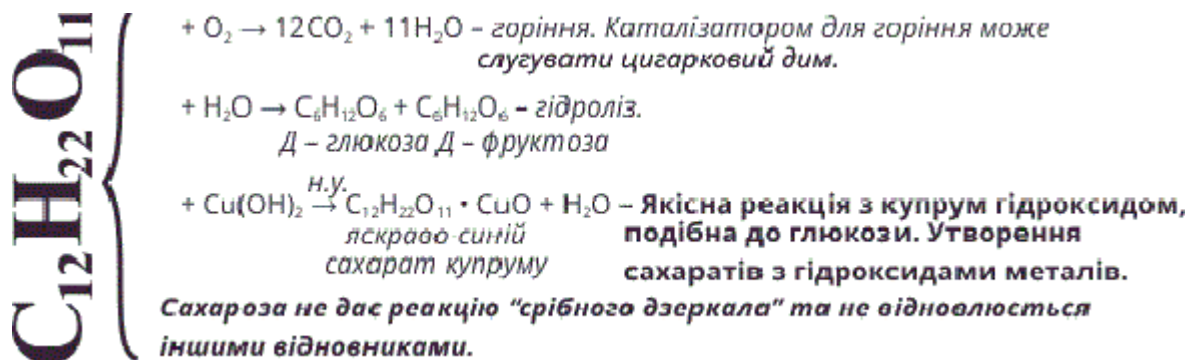 C₁₂H₂₂O₁₁
+ O₂ → 12CO₂ + 11H₂O – горіння. Каталізатором для горіння може
слугувати цигарковий дим.
+ H₂O → C₆H₁₂O₆ + C₆H₁₂O₆ – гідроліз.
Д – глюкоза Д – фруктоза
н.у.
+ Cu(OH)₂ → C₁₂H₂₂O₁₁ • CuO + H₂O – Якісна реакція з купрум гідроксидом,
яскраво-синій подібна до глюкози. Утворення
сахарат купруму сахаратів з гідроксидами металів.
Сахароза не дає реакцію “срібного дзеркала” та не відновлюється
іншими відновниками.